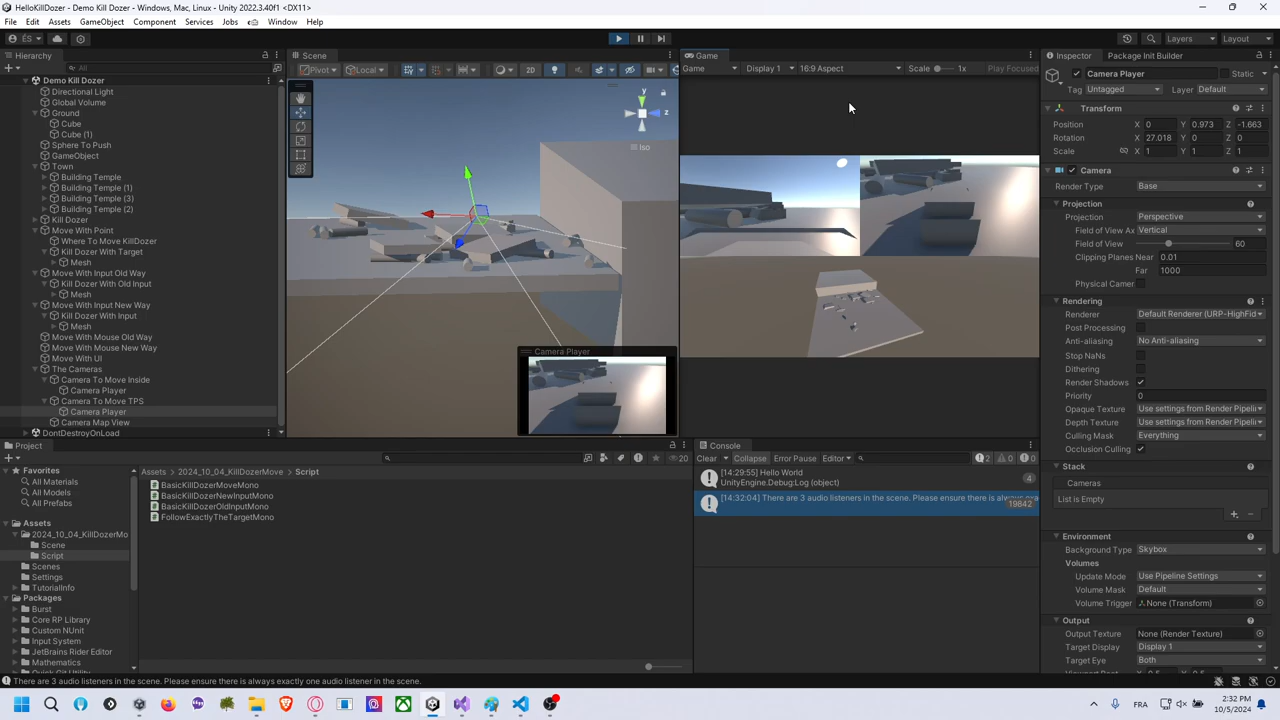 HelloKillDozer - Demo Kill Dozer - Windows, Mac, Linux - Unity 2022.3.40f1 <DX11>
File Edit Assets GameObject Component Services Jobs Window Help
ÉS
Layers Layout
Hierarchy
All
Demo Kill Dozer
Directional Light
Global Volume
Ground
Cube
Cube (1)
Sphere To Push
GameObject
Town
Building Temple
Building Temple (1)
Building Temple (3)
Building Temple (2)
Kill Dozer
Move With Point
Where To Move KillDozer
Kill Dozer With Target
Mesh
Move With Input Old Way
Kill Dozer With Old Input
Mesh
Move With Input New Way
Kill Dozer With Input
Mesh
Move With Mouse Old Way
Move With Mouse New Way
Move With UI
The Cameras
Camera To Move Inside
Camera Player
Camera To Move TPS
Camera Player
Camera Map View
DontDestroyOnLoad
Scene
Pivot Local 2D
y
z
Iso
Camera Player
Game
Game Display 1 16:9 Aspect Scale 1x Play Focused
Inspector Package Init Builder
Camera Player Static
Tag Untagged Layer Default
Transform
Position X 0 Y 0.973 Z -1.663
Rotation X 27.018 Y 0 Z 0
Scale X 1 Y 1 Z 1
Camera
Render Type Base
Projection
Projection Perspective
Field of View Ax Vertical
Field of View 60
Clipping Planes Near 0.01
Far 1000
Physical Camer
Rendering
Renderer Default Renderer (URP-HighFid
Post Processing
Anti-aliasing No Anti-aliasing
Stop NaNs
Dithering
Render Shadows
Priority 0
Opaque Texture Use settings from Render Pipelin
Depth Texture Use settings from Render Pipelin
Culling Mask Everything
Occlusion Culling
Stack
Cameras
List is Empty
Environment
Background Type Skybox
Volumes
Update Mode Use Pipeline Settings
Volume Mask Default
Volume Trigger None (Transform)
Output
Output Texture None (Render Texture)
Target Display Display 1
Target Eye Both
Project
20
Favorites
All Materials
All Models
All Prefabs
Assets
2024_10_04_KillDozerMo
Scene
Script
Scenes
Settings
TutorialInfo
Packages
Burst
Core RP Library
Custom NUnit
Input System
JetBrains Rider Editor
Mathematics
Assets > 2024_10_04_KillDozerMove > Script
BasicKillDozerMoveMono
BasicKillDozerNewInputMono
BasicKillDozerOldInputMono
FollowExactlyTheTargetMono
Console
Clear Collapse Error Pause Editor 2 0 0
[14:29:55] Hello World
UnityEngine.Debug:Log (object)
4
[14:32:04] There are 3 audio listeners in the scene. Please ensure there is always exa
19842
There are 3 audio listeners in the scene. Please ensure there is always exactly one audio listener in the scene.
FRA
2:32 PM
10/5/2024